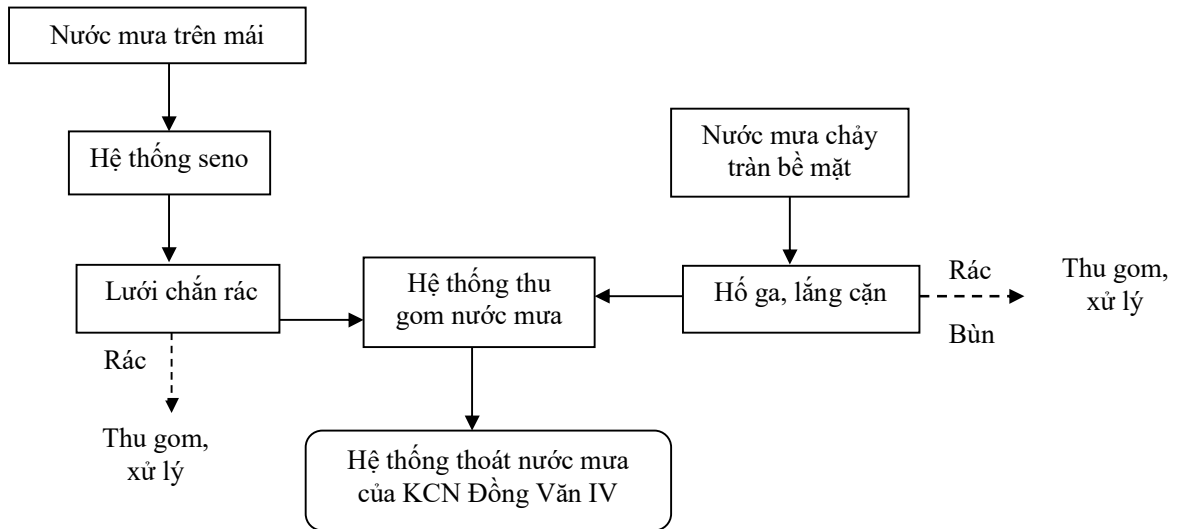 Nước mưa trên mái
Hệ thống seno
Nước mưa chảy
tràn bề mặt
Lưới chắn rác
Hệ thống thu
gom nước mưa
Hố ga, lắng cặn
Rác
Bùn
Thu gom,
xử lý
Rác
Thu gom,
xử lý
Hệ thống thoát nước mưa
của KCN Đồng Văn IV